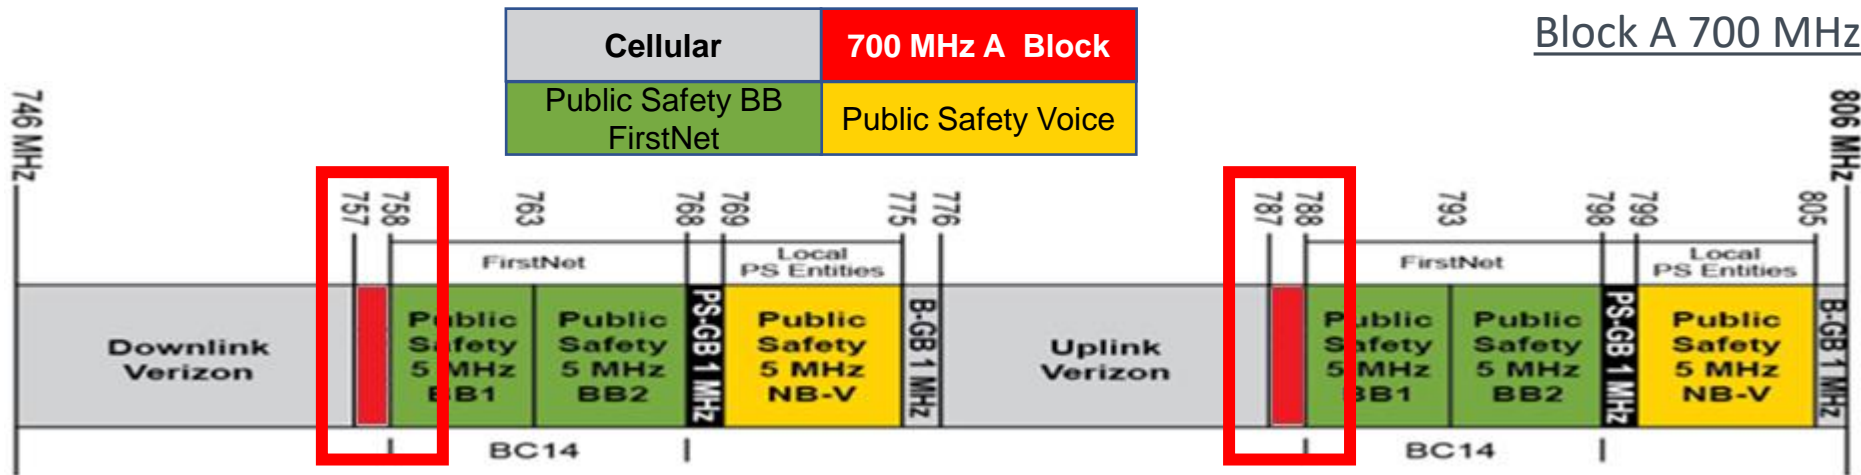 Block A 700 MHz
Cellular
700 MHz A Block
Public Safety BB
FirstNet
Public Safety Voice
746 MHz
757
758
763
768
769
775
776
787
788
793
798
799
805
806 MHz
FirstNet
Local
PS Entities
FirstNet
Local
PS Entities
Downlink
Verizon
Public
Safety
5 MHz
BB1
Public
Safety
5 MHz
BB2
PS-GB 1 MHz
Public
Safety
5 MHz
NB-V
B-GB 1 MHz
Uplink
Verizon
Public
Safety
5 MHz
BB1
Public
Safety
5 MHz
BB2
PS-GB 1 MHz
Public
Safety
5 MHz
NB-V
B-GB 1 MHz
BC14
BC14